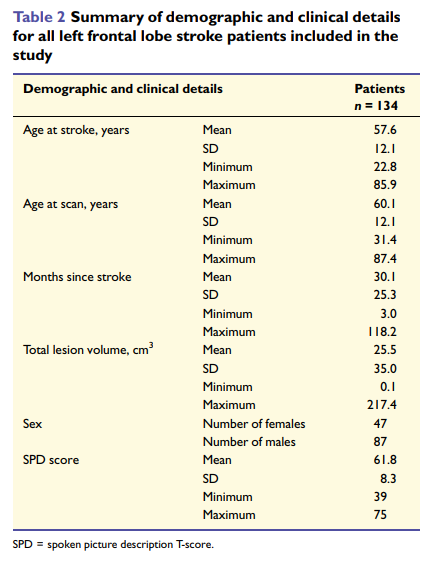 Table 2 Summary of demographic and clinical details
for all left frontal lobe stroke patients included in the
study
Demographic and clinical details Patients
n = 134
Age at stroke, years Mean 57.6
SD 12.1
Minimum 22.8
Maximum 85.9
Age at scan, years Mean 60.1
SD 12.1
Minimum 31.4
Maximum 87.4
Months since stroke Mean 30.1
SD 25.3
Minimum 3.0
Maximum 118.2
Total lesion volume, cm³ Mean 25.5
SD 35.0
Minimum 0.1
Maximum 217.4
Sex Number of females 47
Number of males 87
SPD score Mean 61.8
SD 8.3
Minimum 39
Maximum 75
SPD = spoken picture description T-score.